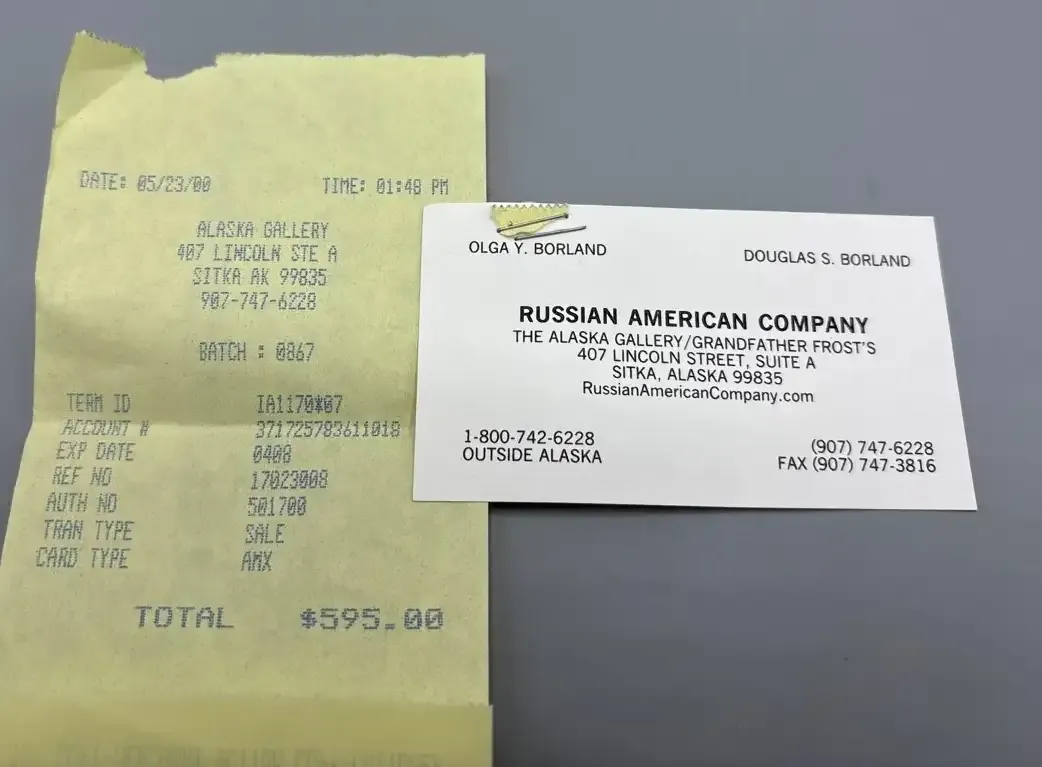 DATE: 05/23/00 TIME: 01:48 PM
ALASKA GALLERY
407 LINCOLN STE A
SITKA AK 99835
907-747-6228
BATCH : 0867
TERM ID IA1170*07
ACCOUNT # 371725783611018
EXP DATE 0408
REF NO 17023008
AUTH NO 501700
TRAN TYPE SALE
CARD TYPE AMX
TOTAL $595.00
OLGA Y. BORLAND DOUGLAS S. BORLAND
RUSSIAN AMERICAN COMPANY
THE ALASKA GALLERY/GRANDFATHER FROST'S
407 LINCOLN STREET, SUITE A
SITKA, ALASKA 99835
RussianAmericanCompany.com
1-800-742-6228
OUTSIDE ALASKA
(907) 747-6228
FAX (907) 747-3816